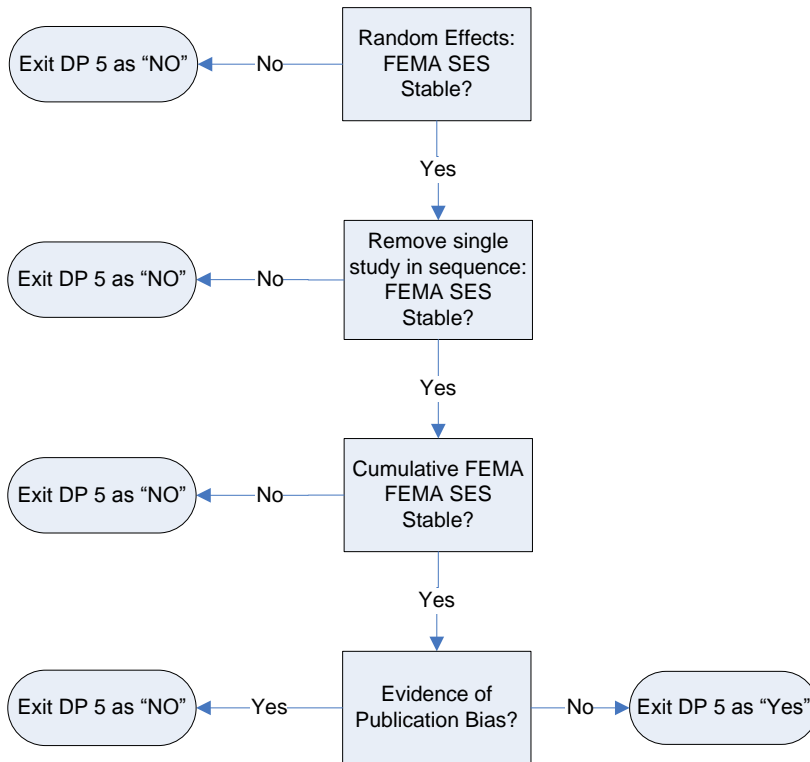 Random Effects:
FEMA SES
Stable?
Exit DP 5 as “NO”
No
Yes
Remove single
study in sequence:
FEMA SES
Stable?
Exit DP 5 as “NO”
No
Yes
Cumulative FEMA
FEMA SES
Stable?
Exit DP 5 as “NO”
No
Yes
Evidence of
Publication Bias?
Exit DP 5 as “NO”
Yes
No
Exit DP 5 as “Yes”